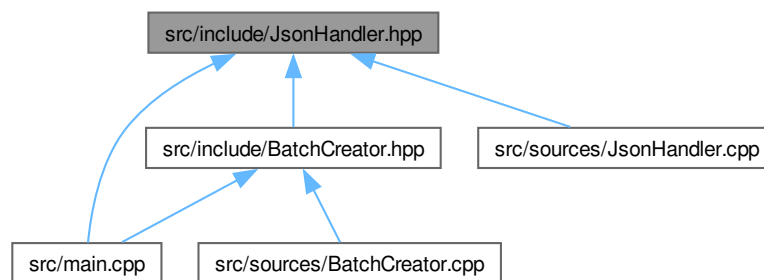 src/include/JsonHandler.hpp
src/include/BatchCreator.hpp
src/sources/JsonHandler.cpp
src/main.cpp
src/sources/BatchCreator.cpp